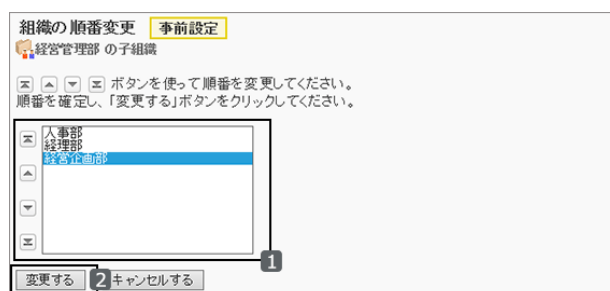 組織の順番変更 事前設定
経営管理部 の子組織
ボタンを使って順番を変更してください。
順番を確定し、「変更する」ボタンをクリックしてください。
人事部
経理部
経営企画部
1
変更する 2 キャンセルする